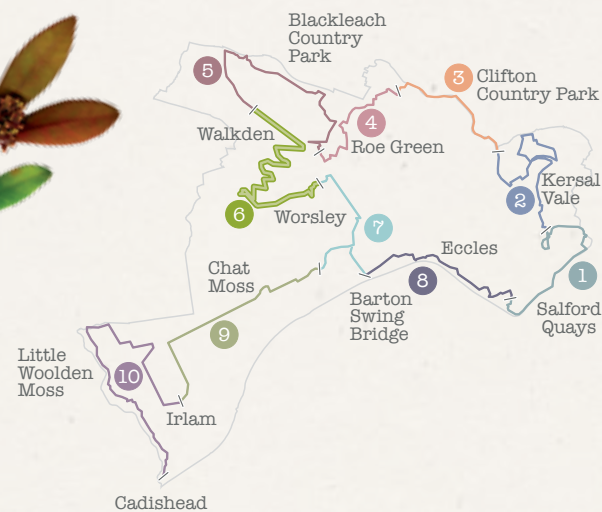 Blackleach
Country
Park
5
3
Clifton
Country Park
Walkden
4
Roe Green
Kersal
Vale
2
6
Worsley
7
Eccles
Chat
Moss
8
1
Barton
Swing
Bridge
Salford
Quays
9
Little
Woolden
Moss
10
Irlam
Cadishead